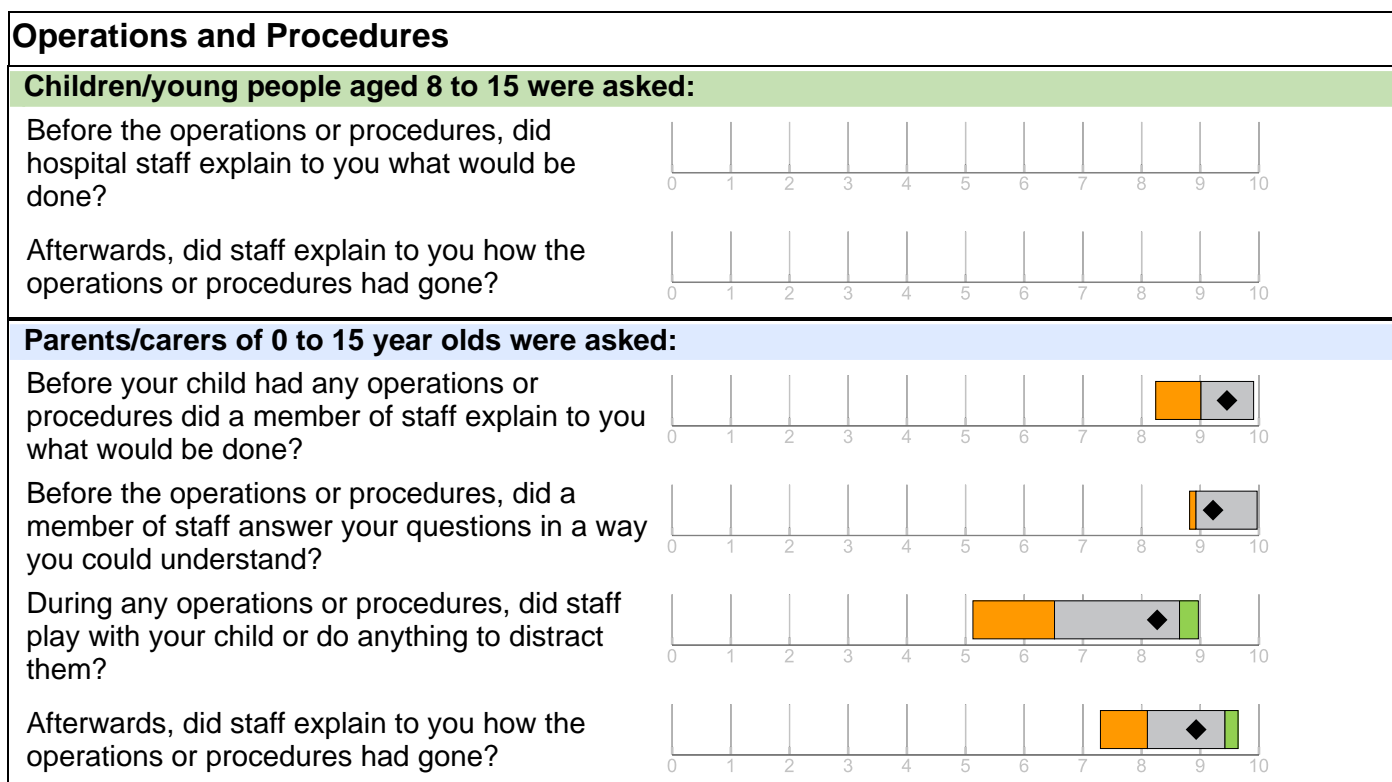 Operations and Procedures
Children/young people aged 8 to 15 were asked:
Before the operations or procedures, did
hospital staff explain to you what would be
done?
0 1 2 3 4 5 6 7 8 9 10
Afterwards, did staff explain to you how the
operations or procedures had gone?
0 1 2 3 4 5 6 7 8 9 10
Parents/carers of 0 to 15 year olds were asked:
Before your child had any operations or
procedures did a member of staff explain to you
what would be done?
0 1 2 3 4 5 6 7 8 9 10
Before the operations or procedures, did a
member of staff answer your questions in a way
you could understand?
0 1 2 3 4 5 6 7 8 9 10
During any operations or procedures, did staff
play with your child or do anything to distract
them?
0 1 2 3 4 5 6 7 8 9 10
Afterwards, did staff explain to you how the
operations or procedures had gone?
0 1 2 3 4 5 6 7 8 9 10